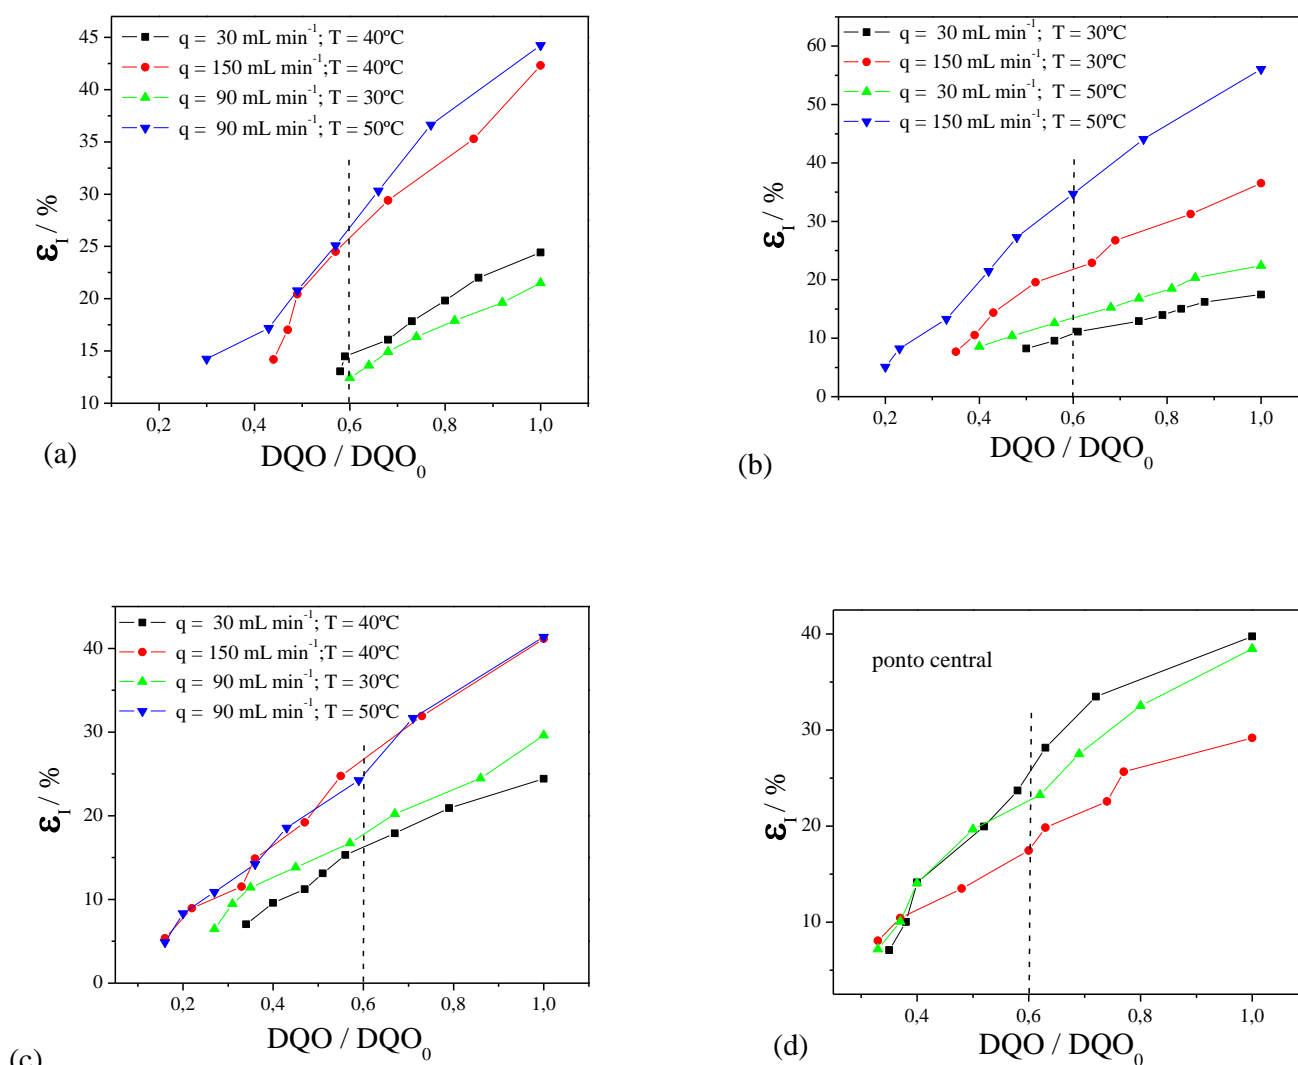 45
40
35
30
25
20
15
10
0,2
0,4
0,6
0,8
1,0
q = 30 mL min-1; T = 40ºC
q = 150 mL min-1;T = 40ºC
q = 90 mL min-1; T = 30ºC
q = 90 mL min-1; T = 50ºC
εI / %
DQO / DQO0
(a)
60
50
40
30
20
10
0
0,2
0,4
0,6
0,8
1,0
q = 30 mL min-1; T = 30ºC
q = 150 mL min-1; T = 30ºC
q = 30 mL min-1; T = 50ºC
q = 150 mL min-1; T = 50ºC
εI / %
DQO / DQO0
(b)
40
30
20
10
0
0,2
0,4
0,6
0,8
1,0
q = 30 mL min-1; T = 40ºC
q = 150 mL min-1;T = 40ºC
q = 90 mL min-1; T = 30ºC
q = 90 mL min-1; T = 50ºC
εI / %
DQO / DQO0
(c)
40
30
20
10
0,4
0,6
0,8
1,0
ponto central
εI / %
DQO / DQO0
(d)